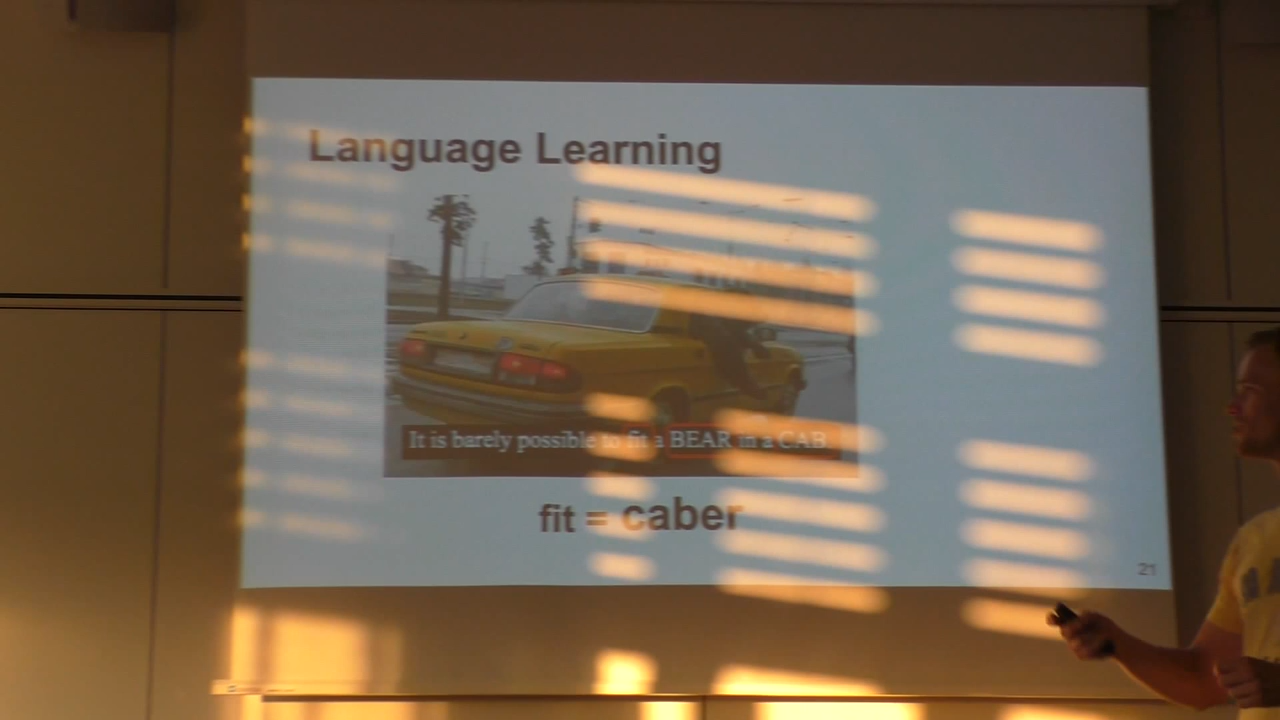 Language Learning
It is barely possible to fit a BEAR in a CAB.
fit = caber
21